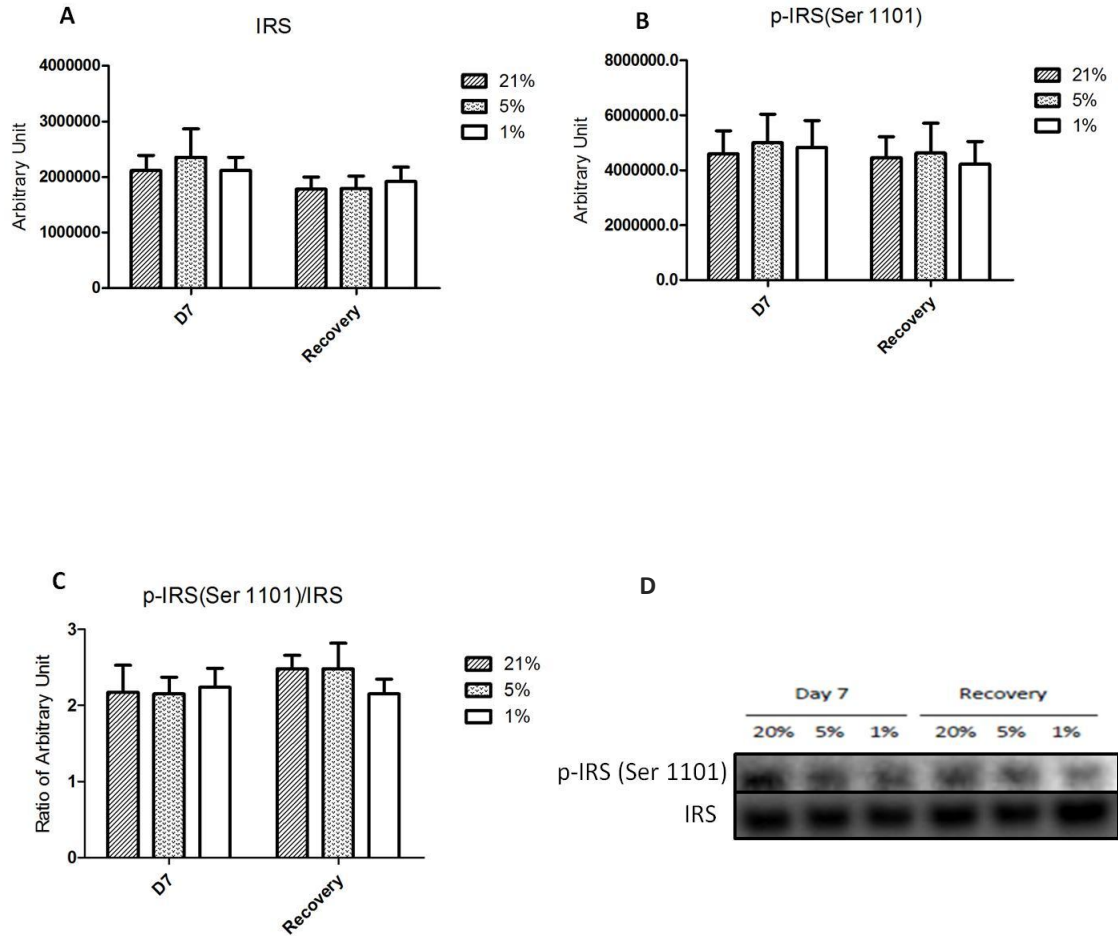 A
IRS
4000000
3000000
2000000
1000000
0
Arbitrary Unit
D7
Recovery
21%
5%
1%
B
p-IRS(Ser 1101)
8000000.0
6000000.0
4000000.0
2000000.0
0.0
Arbitrary Unit
D7
Recovery
21%
5%
1%
C
p-IRS(Ser 1101)/IRS
3
2
1
0
Ratio of Arbitrary Unit
D7
Recovery
21%
5%
1%
D
Day 7 Recovery
20% 5% 1% 20% 5% 1%
p-IRS (Ser 1101)
IRS